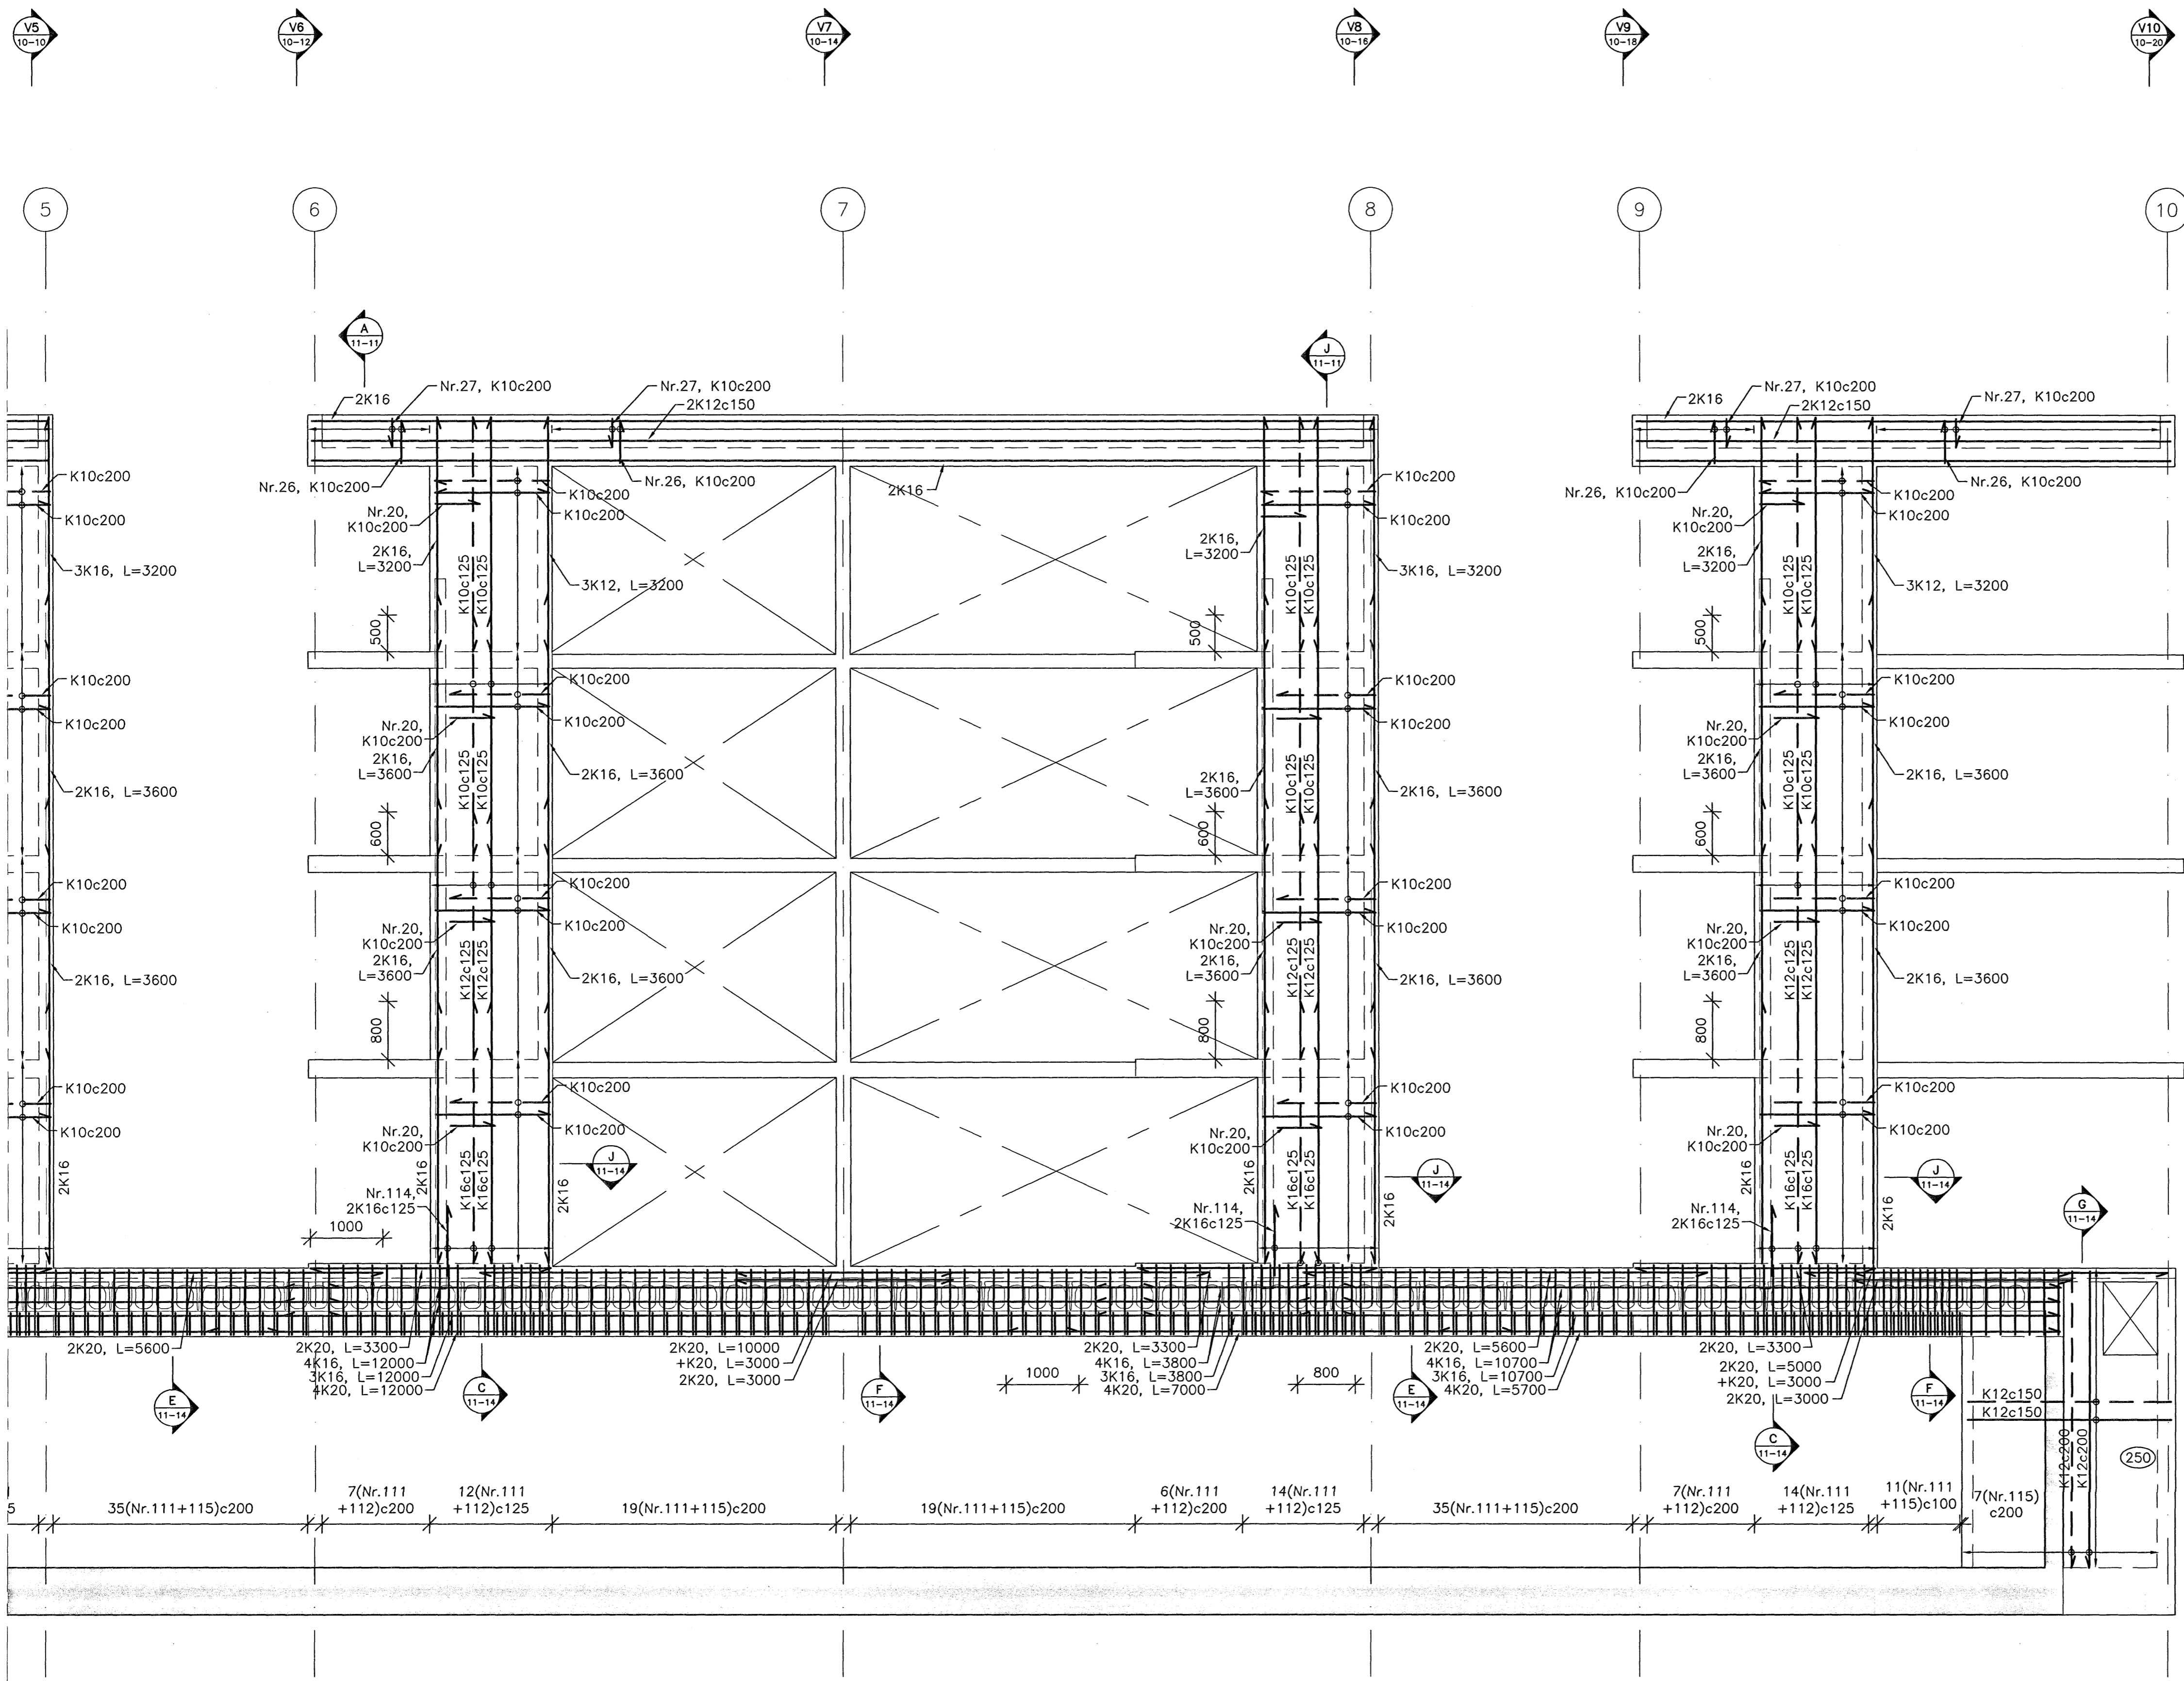 V5
10-10
V6
10-12
V7
10-14
V8
10-16
V9
10-18
V10
10-20
5
6
7
8
9
10
A
11-11
J
11-11
Nr.27, K10c200
2K16
Nr.27, K10c200
2K12c150
Nr.27, K10c200
2K16
2K12c150
Nr.27, K10c200
K10c200
K10c200
3K16, L=3200
Nr.26, K10c200
K10c200
K10c200
Nr.20,
K10c200
2K16,
L=3200
K10c125
K10c125
3K12, L=3200
Nr.26, K10c200
2K16
500
500
K10c200
K10c200
2K16,
L=3200
K10c125
K10c125
3K16, L=3200
Nr.26, K10c200
K10c200
K10c200
Nr.20,
K10c200
2K16,
L=3200
K10c125
K10c125
3K12, L=3200
Nr.26, K10c200
500
K10c200
K10c200
2K16, L=3600
K10c200
K10c200
Nr.20,
K10c200
2K16,
L=3600
K10c125
K10c125
2K16, L=3600
600
K10c200
K10c200
2K16,
L=3600
K10c125
K10c125
2K16, L=3600
600
K10c200
K10c200
Nr.20,
K10c200
2K16,
L=3600
K10c125
K10c125
2K16, L=3600
600
K10c200
K10c200
2K16, L=3600
K10c200
K10c200
Nr.20,
K10c200
2K16,
L=3600
K12c125
K12c125
2K16, L=3600
800
K10c200
K10c200
Nr.20,
K10c200
2K16,
L=3600
K12c125
K12c125
2K16, L=3600
800
K10c200
K10c200
Nr.20,
K10c200
2K16,
L=3600
K12c125
K12c125
2K16, L=3600
800
K10c200
K10c200
2K16
K10c200
K10c200
Nr.20,
K10c200
2K16
K16c125
K16c125
2K16
J
11-14
Nr.114,
2K16c125
1000
K10c200
K10c200
Nr.20,
K10c200
2K16
K16c125
K16c125
2K16
J
11-14
Nr.114,
2K16c125
K10c200
K10c200
Nr.20,
K10c200
2K16
K16c125
K16c125
2K16
J
11-14
Nr.114,
2K16c125
G
11-14
2K20, L=5600
2K20, L=3300
4K16, L=12000
3K16, L=12000
4K20, L=12000
2K20, L=10000
+K20, L=3000
2K20, L=3000
1000
2K20, L=3300
4K16, L=3800
3K16, L=3800
4K20, L=7000
800
2K20, L=5600
4K16, L=10700
3K16, L=10700
4K20, L=5700
2K20, L=3300
2K20, L=5000
+K20, L=3000
2K20, L=3000
E
11-14
C
11-14
F
11-14
E
11-14
C
11-14
F
11-14
K12c150
K12c150
K12c200
K12c200
250
5
35(Nr.111+115)c200
7(Nr.111
+112)c200
12(Nr.111
+112)c125
19(Nr.111+115)c200
19(Nr.111+115)c200
6(Nr.111
+112)c200
14(Nr.111
+112)c125
35(Nr.111+115)c200
7(Nr.111
+112)c200
14(Nr.111
+112)c125
11(Nr.111
+115)c100
7(Nr.115)
c200